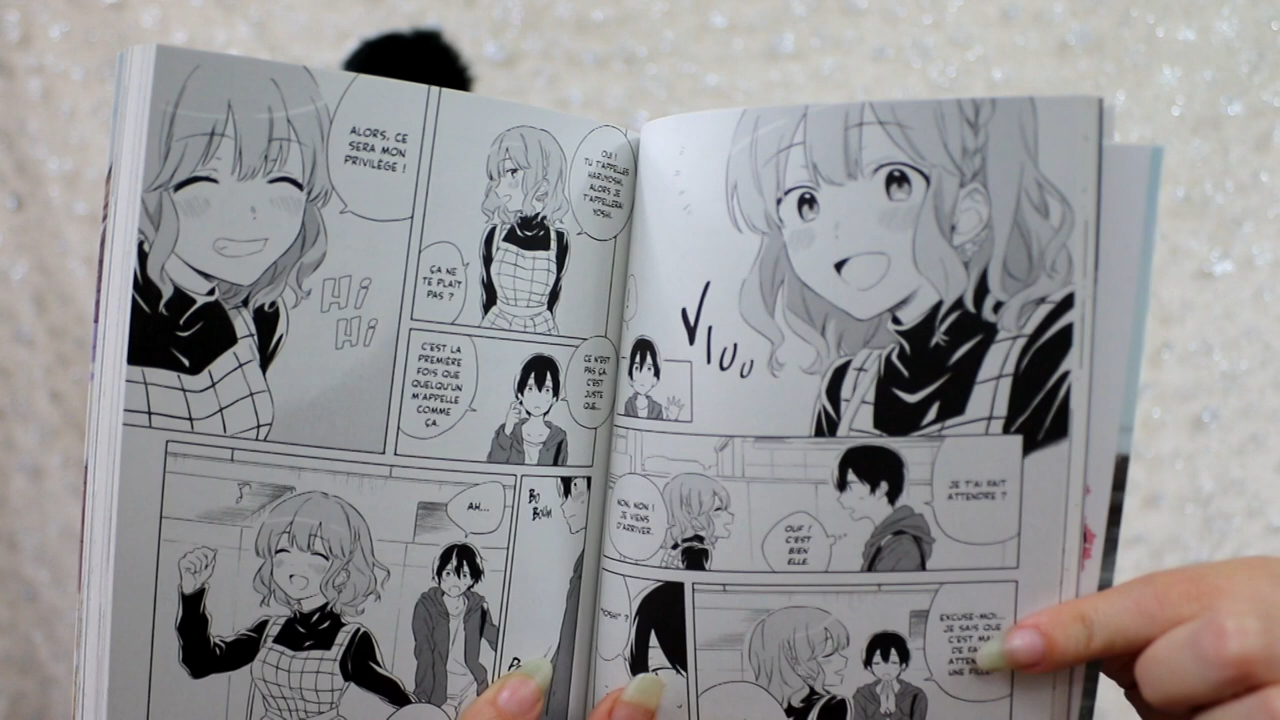 VIUU
JE T'AI FAIT
ATTENDRE ?
OUF !
C'EST
BIEN
ELLE.
NON, NON !
JE VIENS
D'ARRIVER.
EXCUSE-MOI...
JE SAIS QUE
C'EST
DE
UNE
OUI !
TU T'APPELLES
HARUYOSHI,
ALORS JE
T'APPELLERAI
YOSHI.
ÇA NE
TE PLAÎT
PAS ?
CE N'EST
PAS ÇA.
C'EST
JUSTE
QUE...
C'EST LA
PREMIÈRE
FOIS QUE
QUELQU'UN
M'APPELLE
COMME
ÇA.
ALORS, CE
SERA MON
PRIVILÈGE !
HI
HI
BO
BOUM
AH...